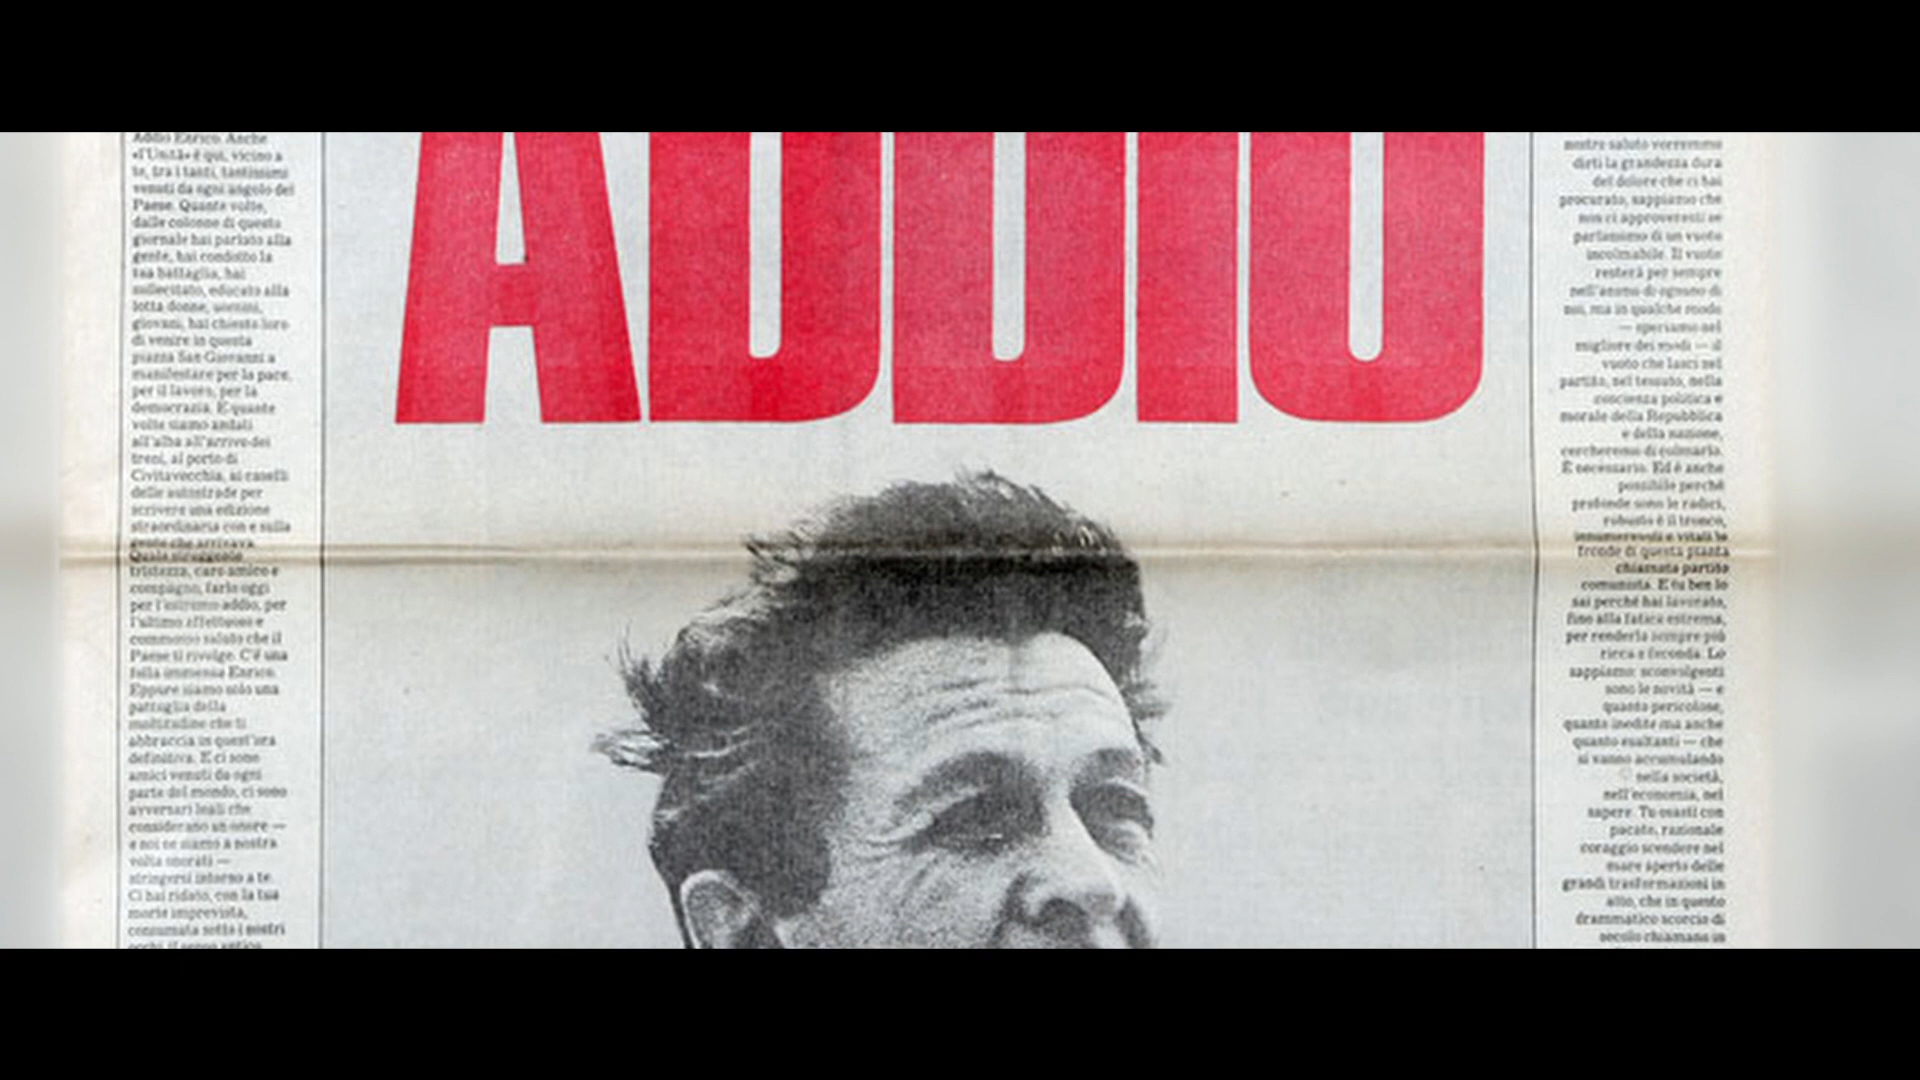 ADDIO
Addio Enrico. Anche
«l'Unità» è qui, vicino a
te, tra i tanti, tantissimi
venuti da ogni angolo del
Paese. Quante volte,
dalle colonne di questo
giornale hai parlato alla
gente, hai condotto la
tua battaglia, hai
sollecitato, educato alla
lotta donne, uomini,
giovani, hai chiesto loro
di venire in questa
piazza San Giovanni a
manifestare per la pace,
per il lavoro, per la
democrazia. E quante
volte siamo andati
all'alba all'arrivo dei
treni, al porto di
Civitavecchia, ai caselli
delle autostrade per
scrivere una edizione
straordinaria con e sulla
gente che arrivava.
Quale struggente
tristezza, caro amico e
compagno, farlo oggi
per l'estremo addio, per
l'ultimo affettuoso e
commosso saluto che il
Paese ti rivolge. C'è una
folla immensa Enrico.
Eppure siamo solo una
pattuglia della
moltitudine che ti
abbraccia in quest'ora
definitiva. E ci sono
amici venuti da ogni
parte del mondo, ci sono
avversari leali che
considerano un onore —
e noi ne siamo a nostra
volta onorati —
stringersi intorno a te.
Ci hai ridato, con la tua
morte imprevista,
consumata sotto i nostri
occhi, il senso antico
nostro saluto vorremmo
dirti la grandezza dura
del dolore che ci hai
procurato, sappiamo che
non ci approveresti se
parlassimo di un vuoto
incolmabile. Il vuoto
resterà per sempre
nell'animo di ognuno di
noi, ma in qualche modo
— speriamo nel
migliore dei modi — il
vuoto che lasci nel
partito, nel tessuto, nella
coscienza politica e
morale della Repubblica
e della nazione,
cercheremo di colmarlo.
È necessario. Ed è anche
possibile perché
profonde sono le radici,
robusto è il tronco,
innumerevoli e vitali le
fronde di questa pianta
chiamata partito
comunista. E tu ben lo
sai perché hai lavorato,
fino alla fatica estrema,
per renderla sempre più
ricca e feconda. Lo
sappiamo: sconvolgenti
sono le novità — e
quanto pericolose,
quanto inedite ma anche
quanto esaltanti — che
si vanno accumulando
nella società,
nell'economia, nel
sapere. Tu osasti con
pacato, razionale
coraggio scendere nel
mare aperto delle
grandi trasformazioni in
atto, che in questo
drammatico scorcio di
secolo chiamano in